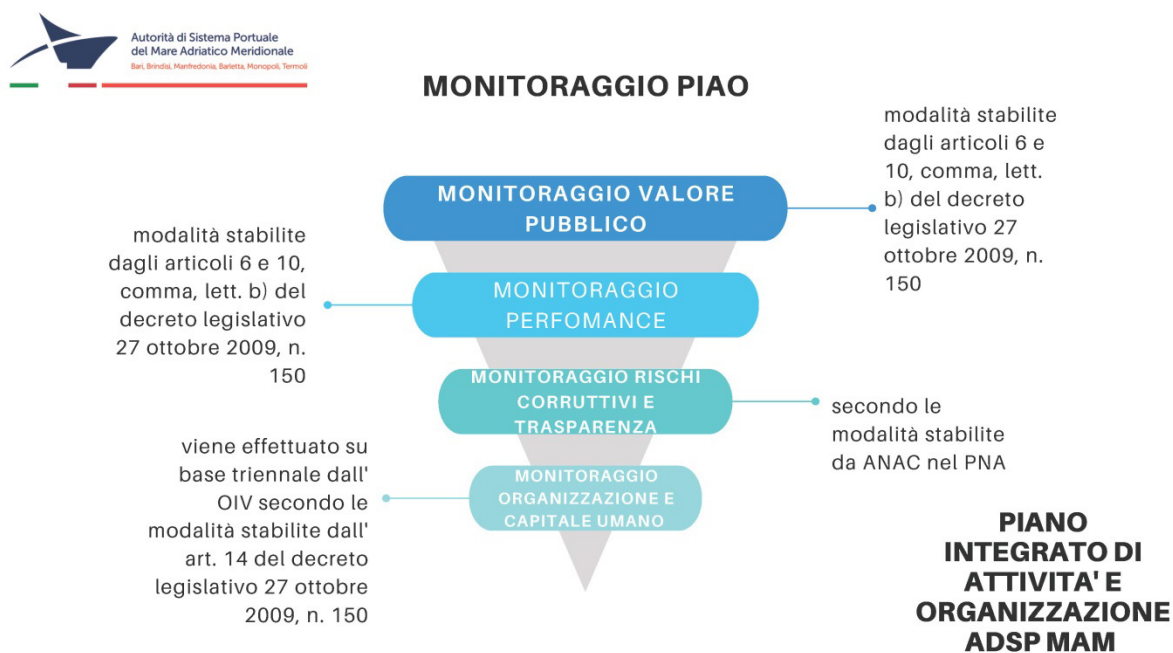 Autorità di Sistema Portuale
del Mare Adriatico Meridionale
Bari, Brindisi, Manfredonia, Barletta, Monopoli, Termoli
MONITORAGGIO PIAO
MONITORAGGIO VALORE
PUBBLICO
modalità stabilite
dagli articoli 6 e
10, comma, lett.
b) del decreto
legislativo 27
ottobre 2009, n.
150
modalità stabilite
dagli articoli 6 e 10,
comma, lett. b) del
decreto legislativo
27 ottobre 2009, n.
150
MONITORAGGIO
PERFOMANCE
MONITORAGGIO RISCHI
CORRUTTIVI E
TRASPARENZA
secondo le
modalità stabilite
da ANAC nel PNA
viene effettuato su
base triennale dall'
OIV secondo le
modalità stabilite dall'
art. 14 del decreto
legislativo 27 ottobre
2009, n. 150
MONITORAGGIO
ORGANIZZAZIONE E
CAPITALE UMANO
PIANO
INTEGRATO DI
ATTIVITA' E
ORGANIZZAZIONE
ADSP MAM